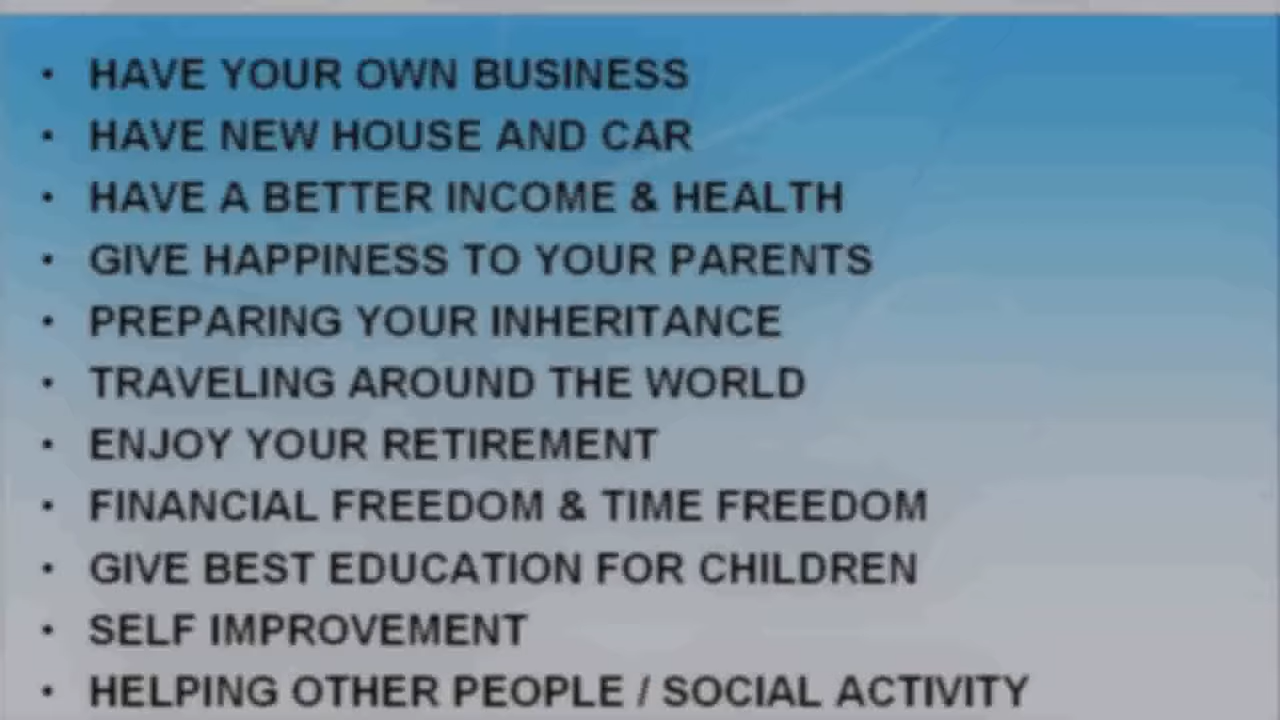 • HAVE YOUR OWN BUSINESS
• HAVE NEW HOUSE AND CAR
• HAVE A BETTER INCOME & HEALTH
• GIVE HAPPINESS TO YOUR PARENTS
• PREPARING YOUR INHERITANCE
• TRAVELING AROUND THE WORLD
• ENJOY YOUR RETIREMENT
• FINANCIAL FREEDOM & TIME FREEDOM
• GIVE BEST EDUCATION FOR CHILDREN
• SELF IMPROVEMENT
• HELPING OTHER PEOPLE / SOCIAL ACTIVITY